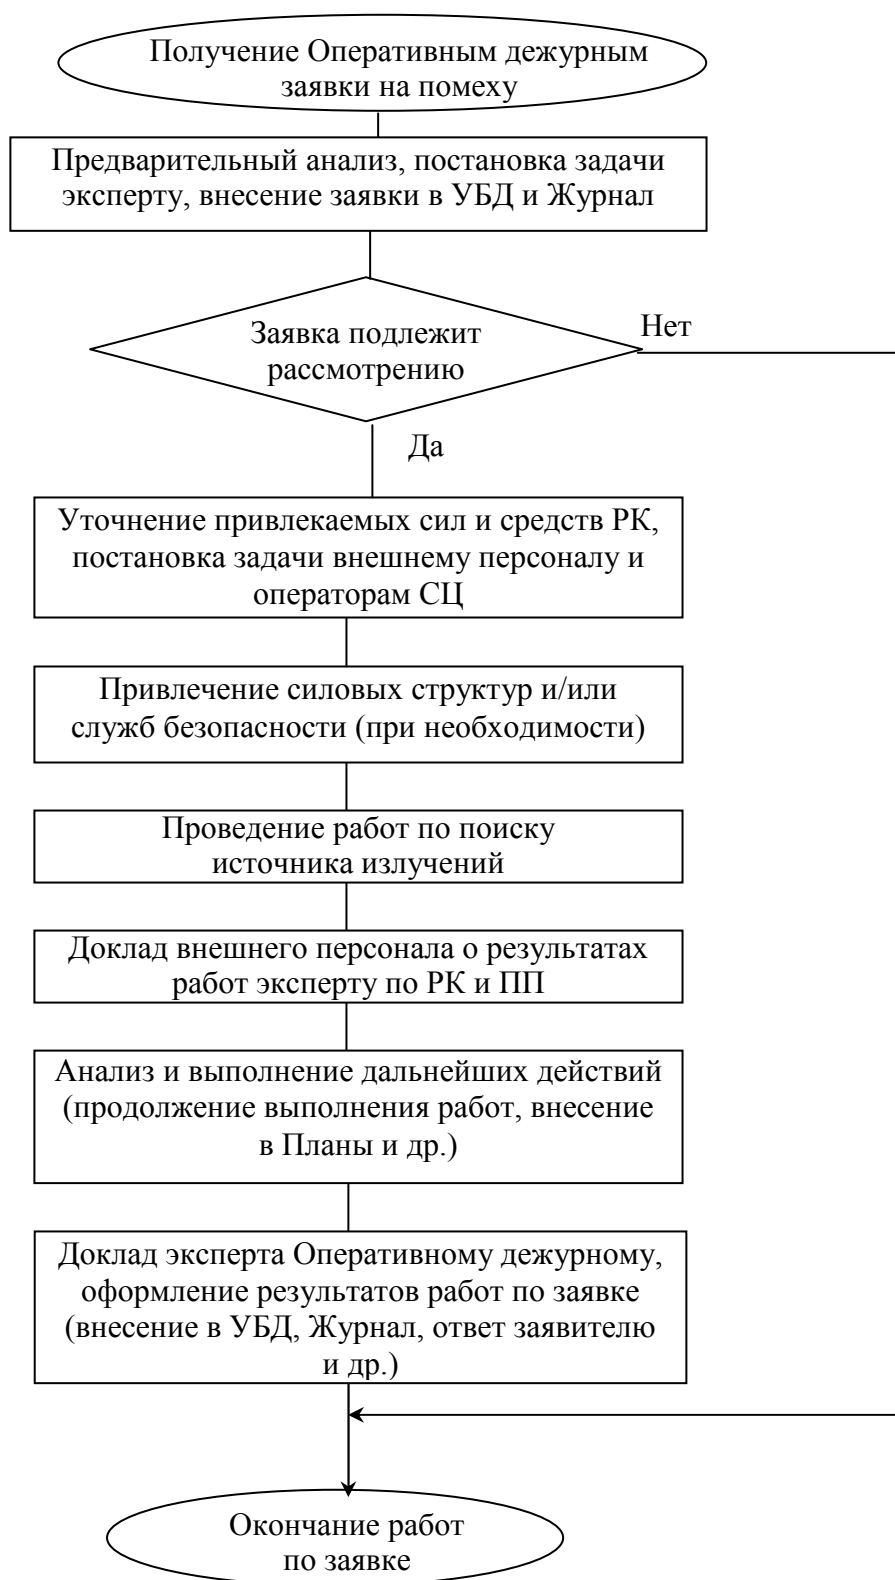 Получение Оперативным дежурным
заявки на помеху
Предварительный анализ, постановка задачи
эксперту, внесение заявки в УБД и Журнал
Заявка подлежит
рассмотрению
Нет
Да
Уточнение привлекаемых сил и средств РК,
постановка задачи внешнему персоналу и
операторам СЦ
Привлечение силовых структур и/или
служб безопасности (при необходимости)
Проведение работ по поиску
источника излучений
Доклад внешнего персонала о результатах
работ эксперту по РК и ПП
Анализ и выполнение дальнейших действий
(продолжение выполнения работ, внесение
в Планы и др.)
Доклад эксперта Оперативному дежурному,
оформление результатов работ по заявке
(внесение в УБД, Журнал, ответ заявителю
и др.)
Окончание работ
по заявке